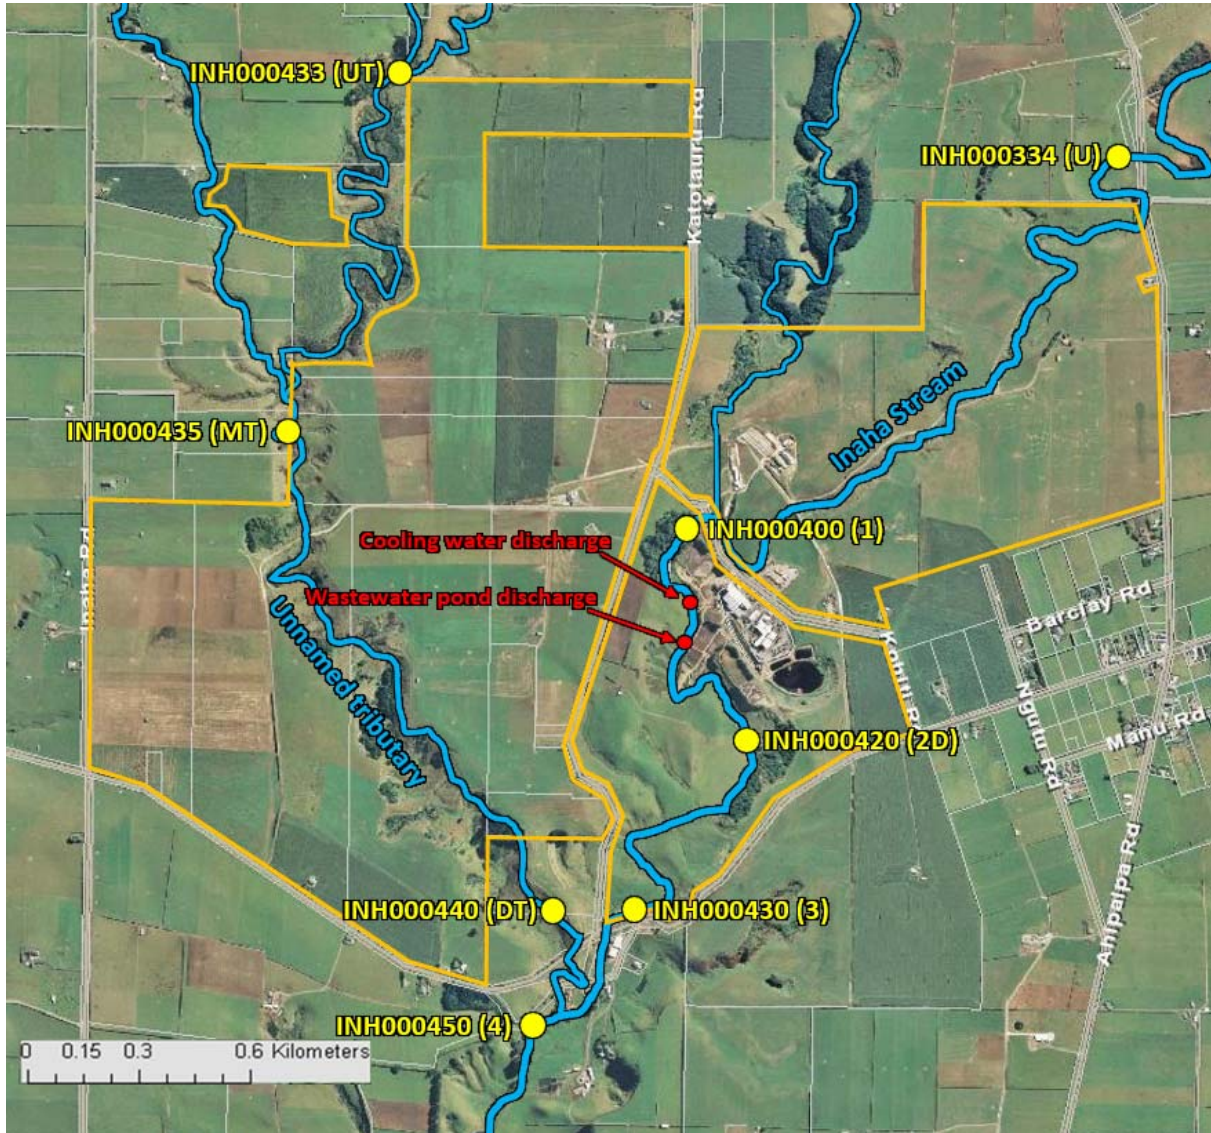 INH000433 (UT)
Katotauru Rd
INH000334 (U)
Inaha Stream
INH000435 (MT)
INH000400 (1)
Cooling water discharge
Inaha Rd
Wastewater pond discharge
Barclay Rd
Unnamed tributary
Kohiti Rd
Ngutu Rd
Manu Rd
INH000420 (2D)
Ahipaipa Rd
INH000440 (DT)
INH000430 (3)
INH000450 (4)
0 0.15 0.3 0.6 Kilometers